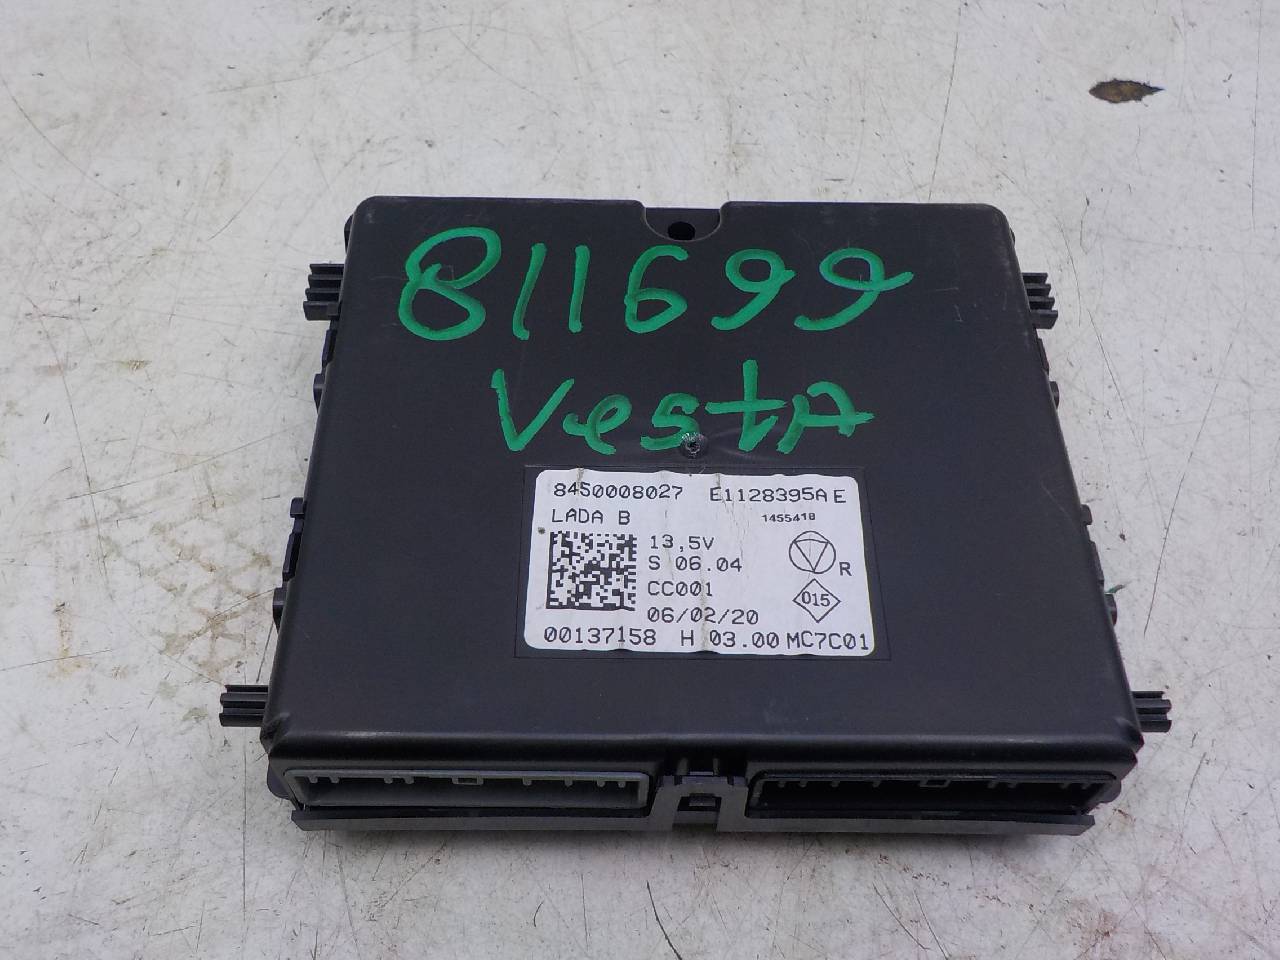 811699
VestA
8450008027 E1128395A E
LADA B 1455418
13,5V
S 06.04 R
CC001 015
06/02/20
00137158 H 03.00 MC7C01